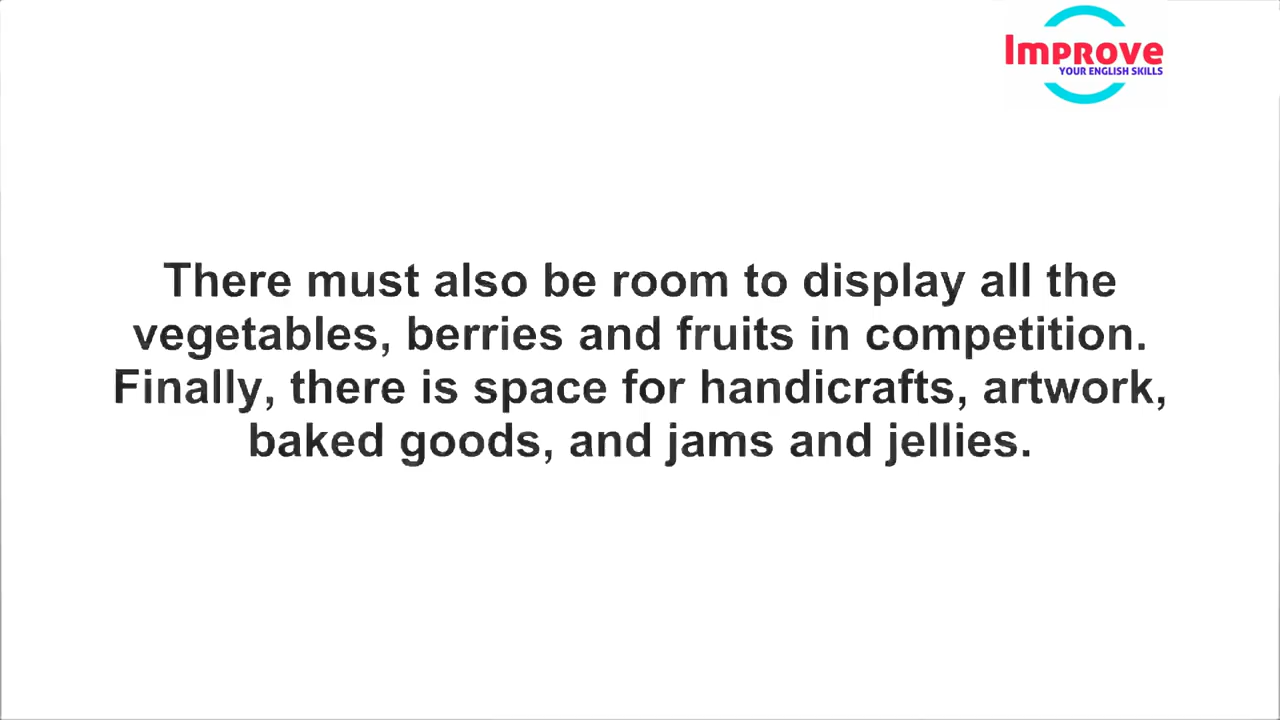 Improve
YOUR ENGLISH SKILLS
There must also be room to display all the
vegetables, berries and fruits in competition.
Finally, there is space for handicrafts, artwork,
baked goods, and jams and jellies.